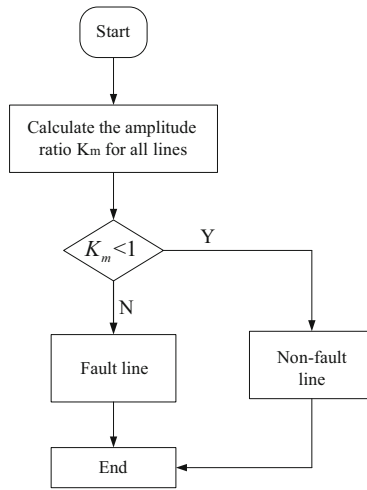 Start
Calculate the amplitude
ratio Km for all lines
Km<1
Y
N
Fault line
Non-fault
line
End